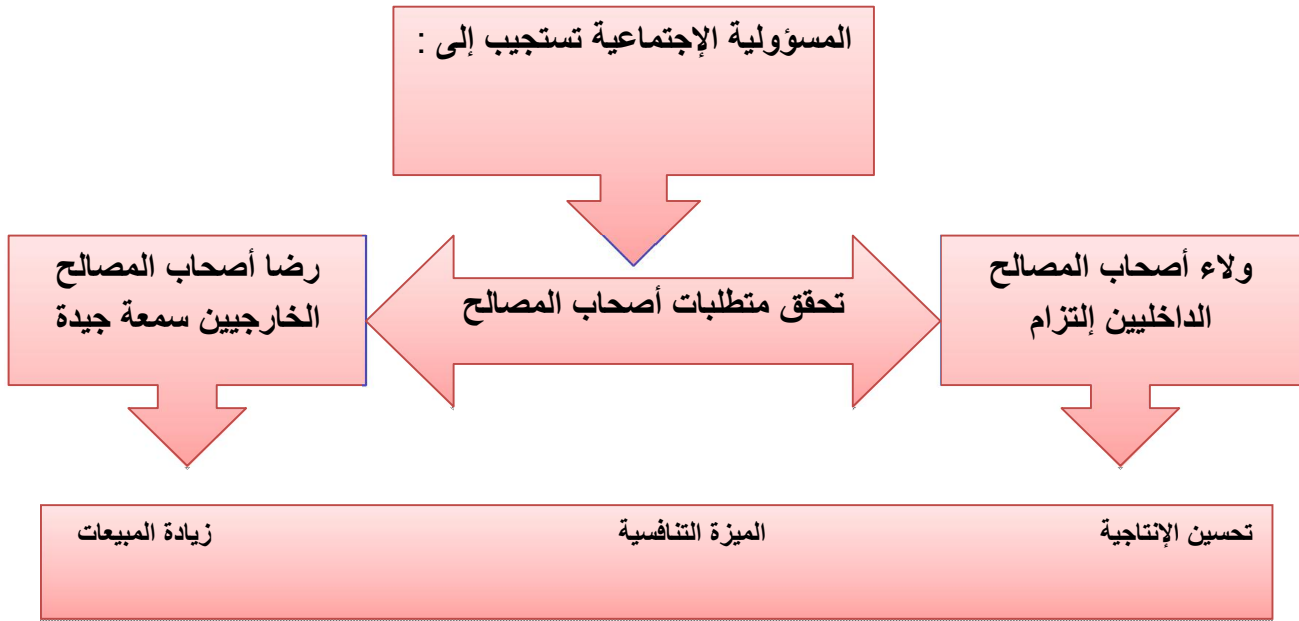 المسؤولية الإجتماعية تستجيب إلى :
ولاء أصحاب المصالح
الداخليين إلتزام
تحقق متطلبات أصحاب المصالح
رضا أصحاب المصالح
الخارجيين سمعة جيدة
تحسين الإنتاجية
الميزة التنافسية
زيادة المبيعات